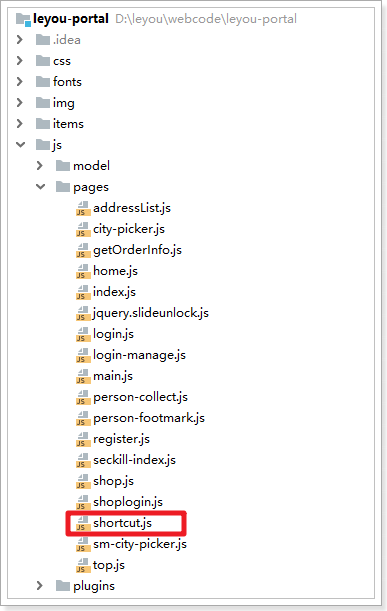 leyou-portal D:\leyou\webcode\leyou-portal
.idea
css
fonts
img
items
js
model
pages
addressList.js
city-picker.js
getOrderInfo.js
home.js
index.js
jquery.slideunlock.js
login.js
login-manage.js
main.js
person-collect.js
person-footmark.js
register.js
seckill-index.js
shop.js
shoplogin.js
shortcut.js
sm-city-picker.js
top.js
plugins